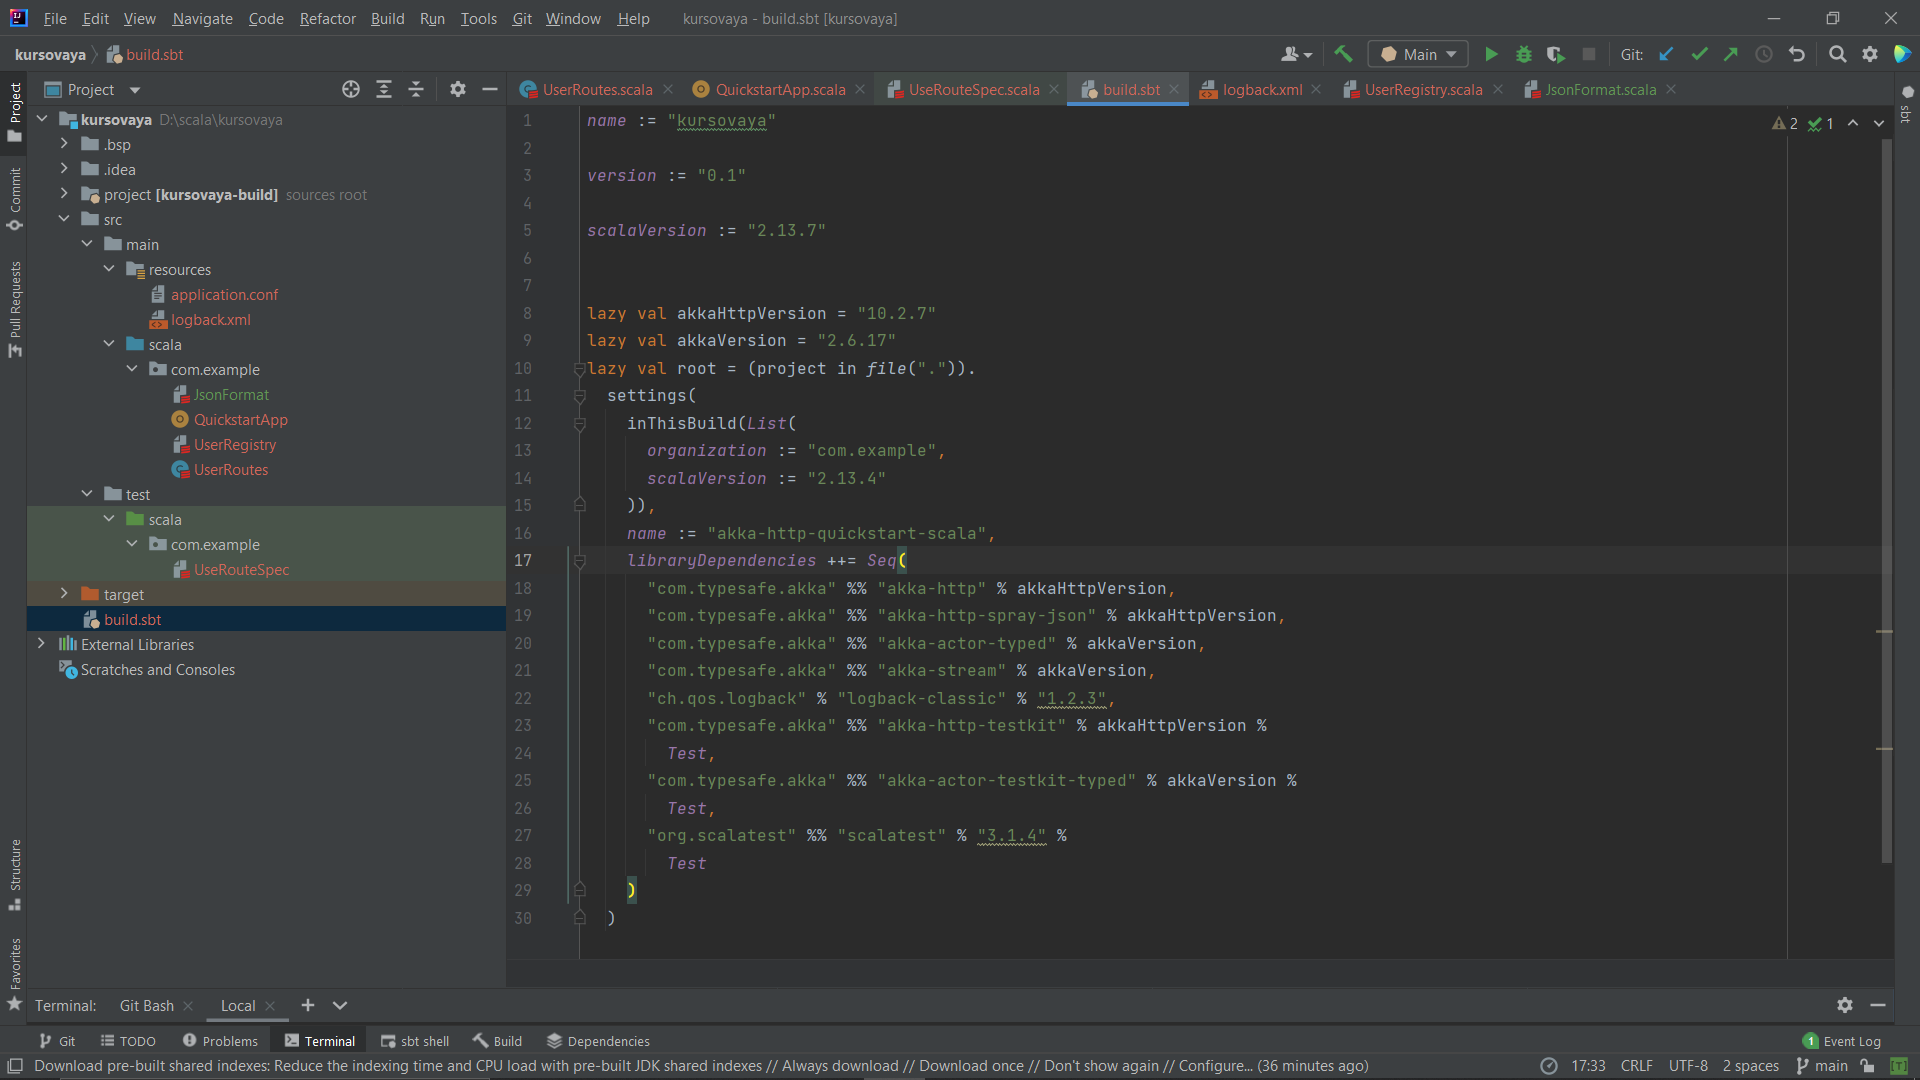 File Edit View Navigate Code Refactor Build Run Tools Git Window Help kursovaya - build.sbt [kursovaya]
kursovaya build.sbt Main Git:
Project
UserRoutes.scala QuickstartApp.scala UseRouteSpec.scala build.sbt logback.xml UserRegistry.scala JsonFormat.scala
kursovaya D:\scala\kursovaya
.bsp
.idea
project [kursovaya-build] sources root
src
main
resources
application.conf
logback.xml
scala
com.example
JsonFormat
QuickstartApp
UserRegistry
UserRoutes
test
scala
com.example
UseRouteSpec
target
build.sbt
External Libraries
Scratches and Consoles
Project
Commit
Pull Requests
Structure
Favorites
1 name := "kursovaya"
2
3 version := "0.1"
4
5 scalaVersion := "2.13.7"
6
7
8 lazy val akkaHttpVersion = "10.2.7"
9 lazy val akkaVersion = "2.6.17"
10 lazy val root = (project in file(".")).
11 settings(
12 inThisBuild(List(
13 organization := "com.example",
14 scalaVersion := "2.13.4"
15 )),
16 name := "akka-http-quickstart-scala",
17 libraryDependencies ++= Seq(
18 "com.typesafe.akka" %% "akka-http" % akkaHttpVersion,
19 "com.typesafe.akka" %% "akka-http-spray-json" % akkaHttpVersion,
20 "com.typesafe.akka" %% "akka-actor-typed" % akkaVersion,
21 "com.typesafe.akka" %% "akka-stream" % akkaVersion,
22 "ch.qos.logback" % "logback-classic" % "1.2.3",
23 "com.typesafe.akka" %% "akka-http-testkit" % akkaHttpVersion %
24 Test,
25 "com.typesafe.akka" %% "akka-actor-testkit-typed" % akkaVersion %
26 Test,
27 "org.scalatest" %% "scalatest" % "3.1.4" %
28 Test
29 )
30 )
2 1
sbt
Terminal: Git Bash Local
Git TODO Problems Terminal sbt shell Build Dependencies 1 Event Log
Download pre-built shared indexes: Reduce the indexing time and CPU load with pre-built JDK shared indexes // Always download // Download once // Don't show again // Configure... (36 minutes ago) 17:33 CRLF UTF-8 2 spaces main [T]